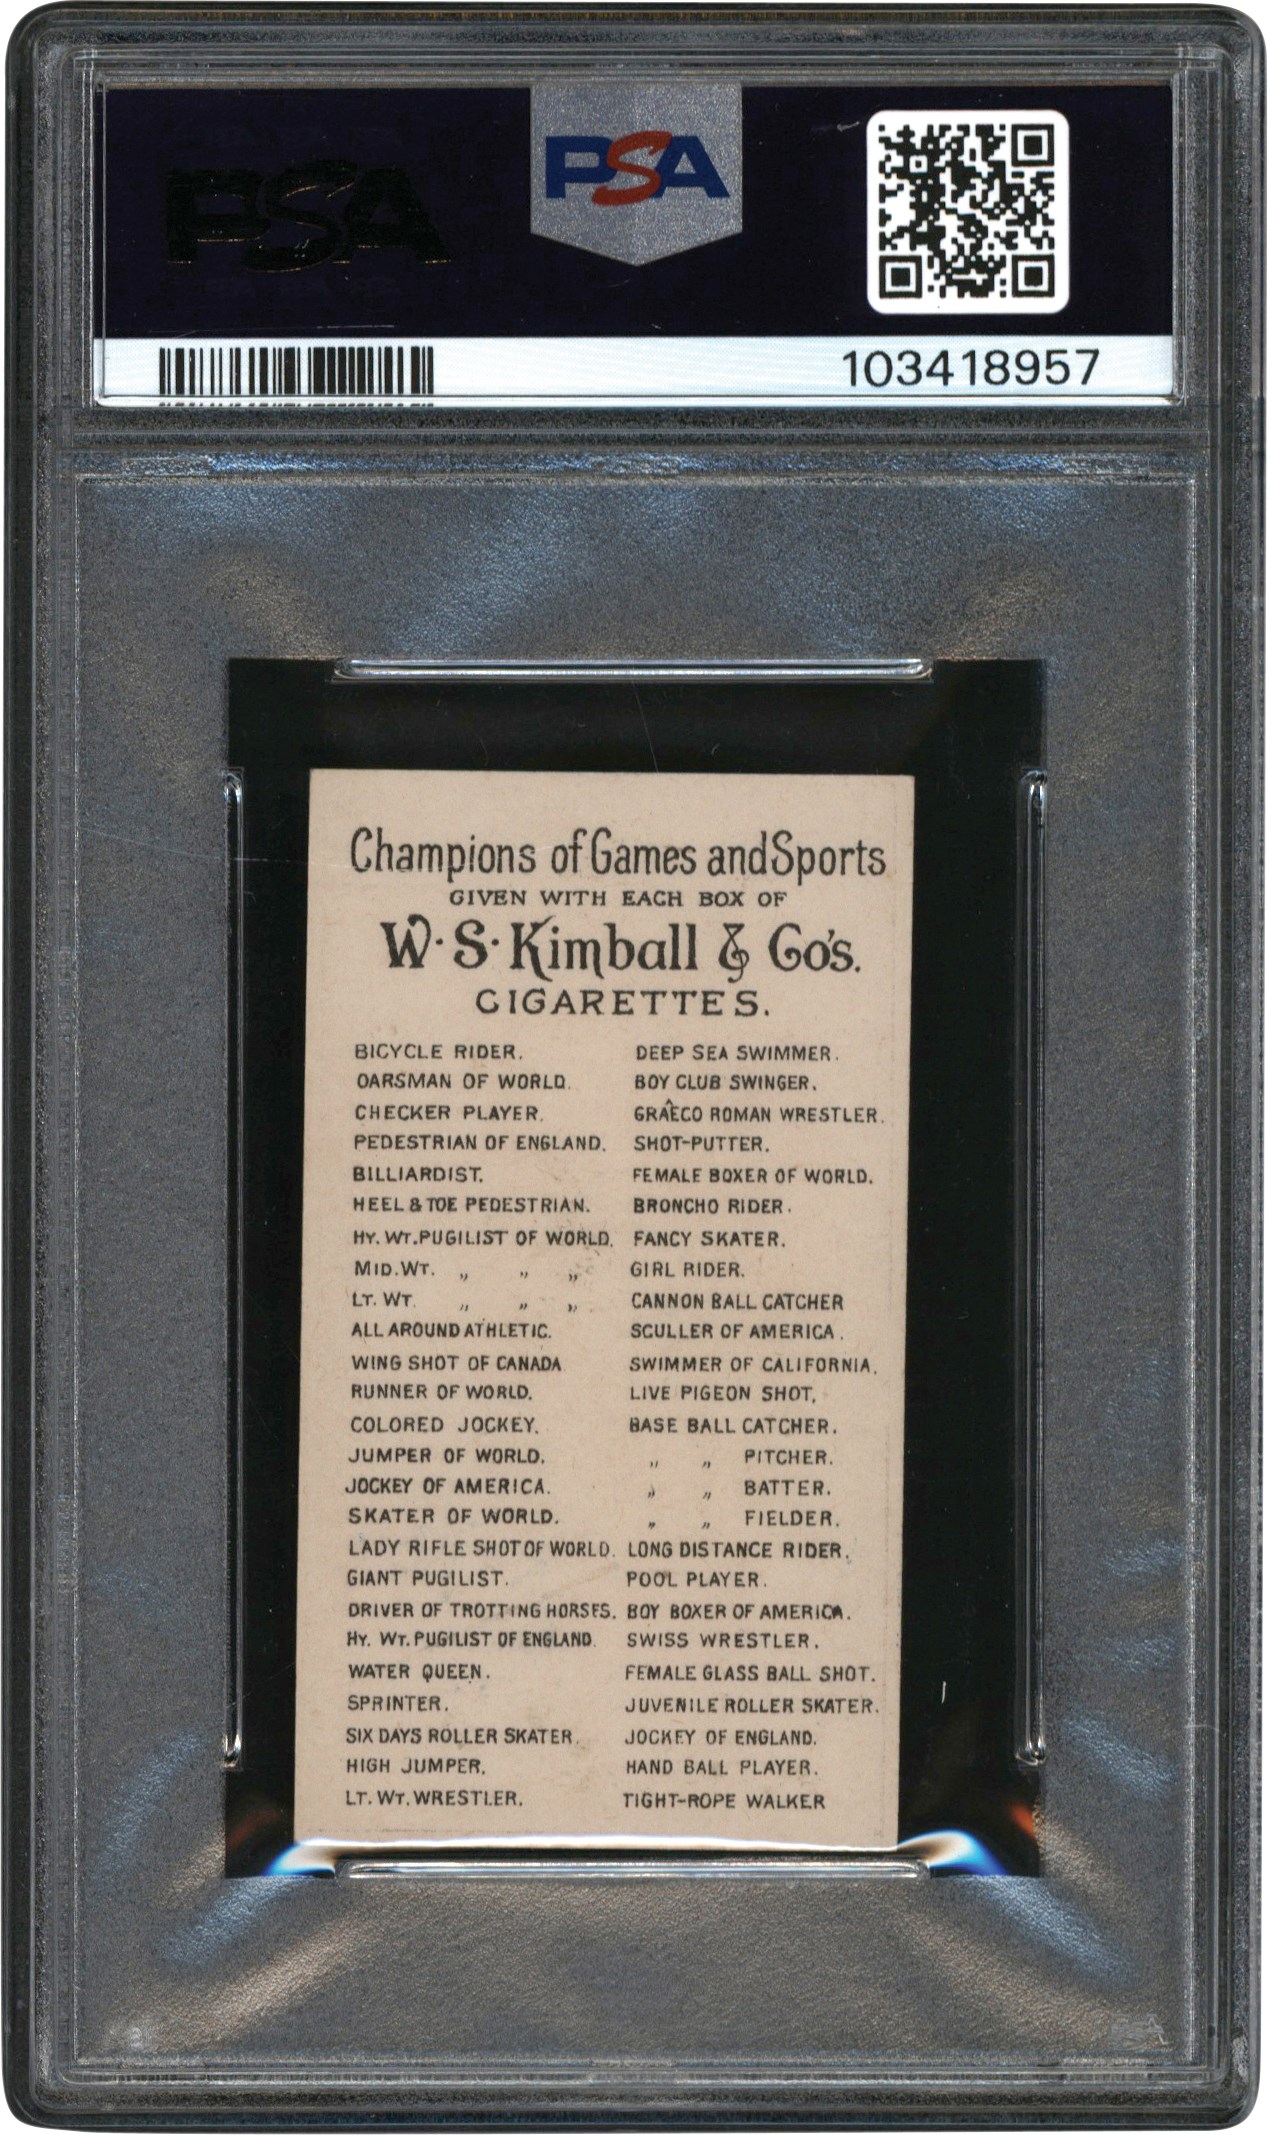 PSA
PSA
103418957
Champions of Games and Sports
GIVEN WITH EACH BOX OF
W. S. Kimball & Co's.
CIGARETTES.
BICYCLE RIDER.
OARSMAN OF WORLD.
CHECKER PLAYER.
PEDESTRIAN OF ENGLAND.
BILLIARDIST.
HEEL & TOE PEDESTRIAN.
HY. WT. PUGILIST OF WORLD.
MID. WT. " " "
LT. WT. " " "
ALL AROUND ATHLETIC.
WING SHOT OF CANADA
RUNNER OF WORLD.
COLORED JOCKEY.
JUMPER OF WORLD.
JOCKEY OF AMERICA.
SKATER OF WORLD.
LADY RIFLE SHOT OF WORLD.
GIANT PUGILIST.
DRIVER OF TROTTING HORSES.
HY. WT. PUGILIST OF ENGLAND.
WATER QUEEN.
SPRINTER.
SIX DAYS ROLLER SKATER.
HIGH JUMPER.
LT. WT. WRESTLER.
DEEP SEA SWIMMER.
BOY CLUB SWINGER.
GRAECO ROMAN WRESTLER.
SHOT-PUTTER.
FEMALE BOXER OF WORLD.
BRONCHO RIDER.
FANCY SKATER.
GIRL RIDER.
CANNON BALL CATCHER
SCULLER OF AMERICA.
SWIMMER OF CALIFORNIA.
LIVE PIGEON SHOT.
BASE BALL CATCHER.
" " PITCHER.
" " BATTER.
" " FIELDER.
LONG DISTANCE RIDER.
POOL PLAYER.
BOY BOXER OF AMERICA.
SWISS WRESTLER.
FEMALE GLASS BALL SHOT.
JUVENILE ROLLER SKATER.
JOCKEY OF ENGLAND.
HAND BALL PLAYER.
TIGHT-ROPE WALKER